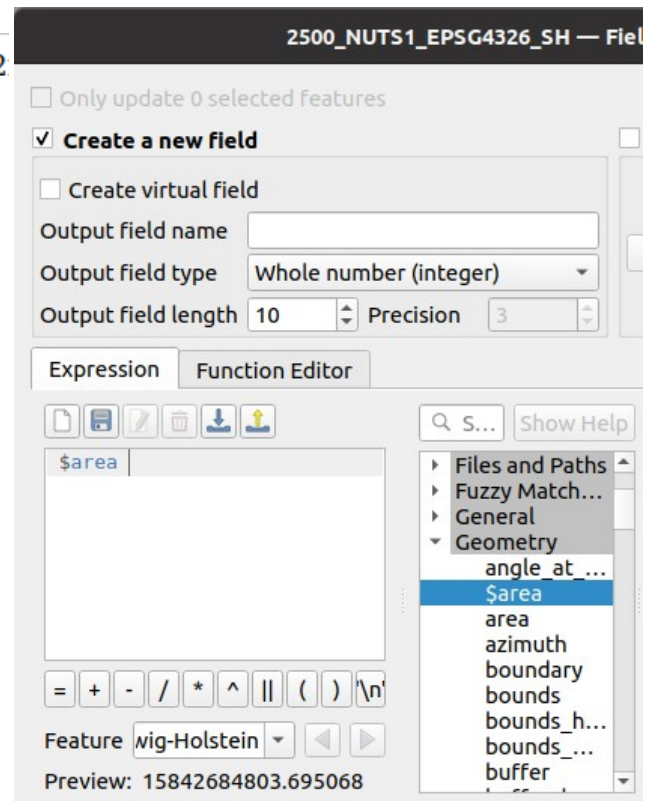 2500_NUTS1_EPSG4326_SH — Fiel
2
Only update 0 selected features
Create a new field
Create virtual field
Output field name
Output field type Whole number (integer)
Output field length 10 Precision 3
Expression Function Editor
S... Show Help
$area
Files and Paths
Fuzzy Match...
General
Geometry
angle_at_...
$area
area
azimuth
boundary
bounds
bounds_h...
bounds_...
buffer
= + - / * ^ || ( ) '\n'
Feature wig-Holstein
Preview: 15842684803.695068